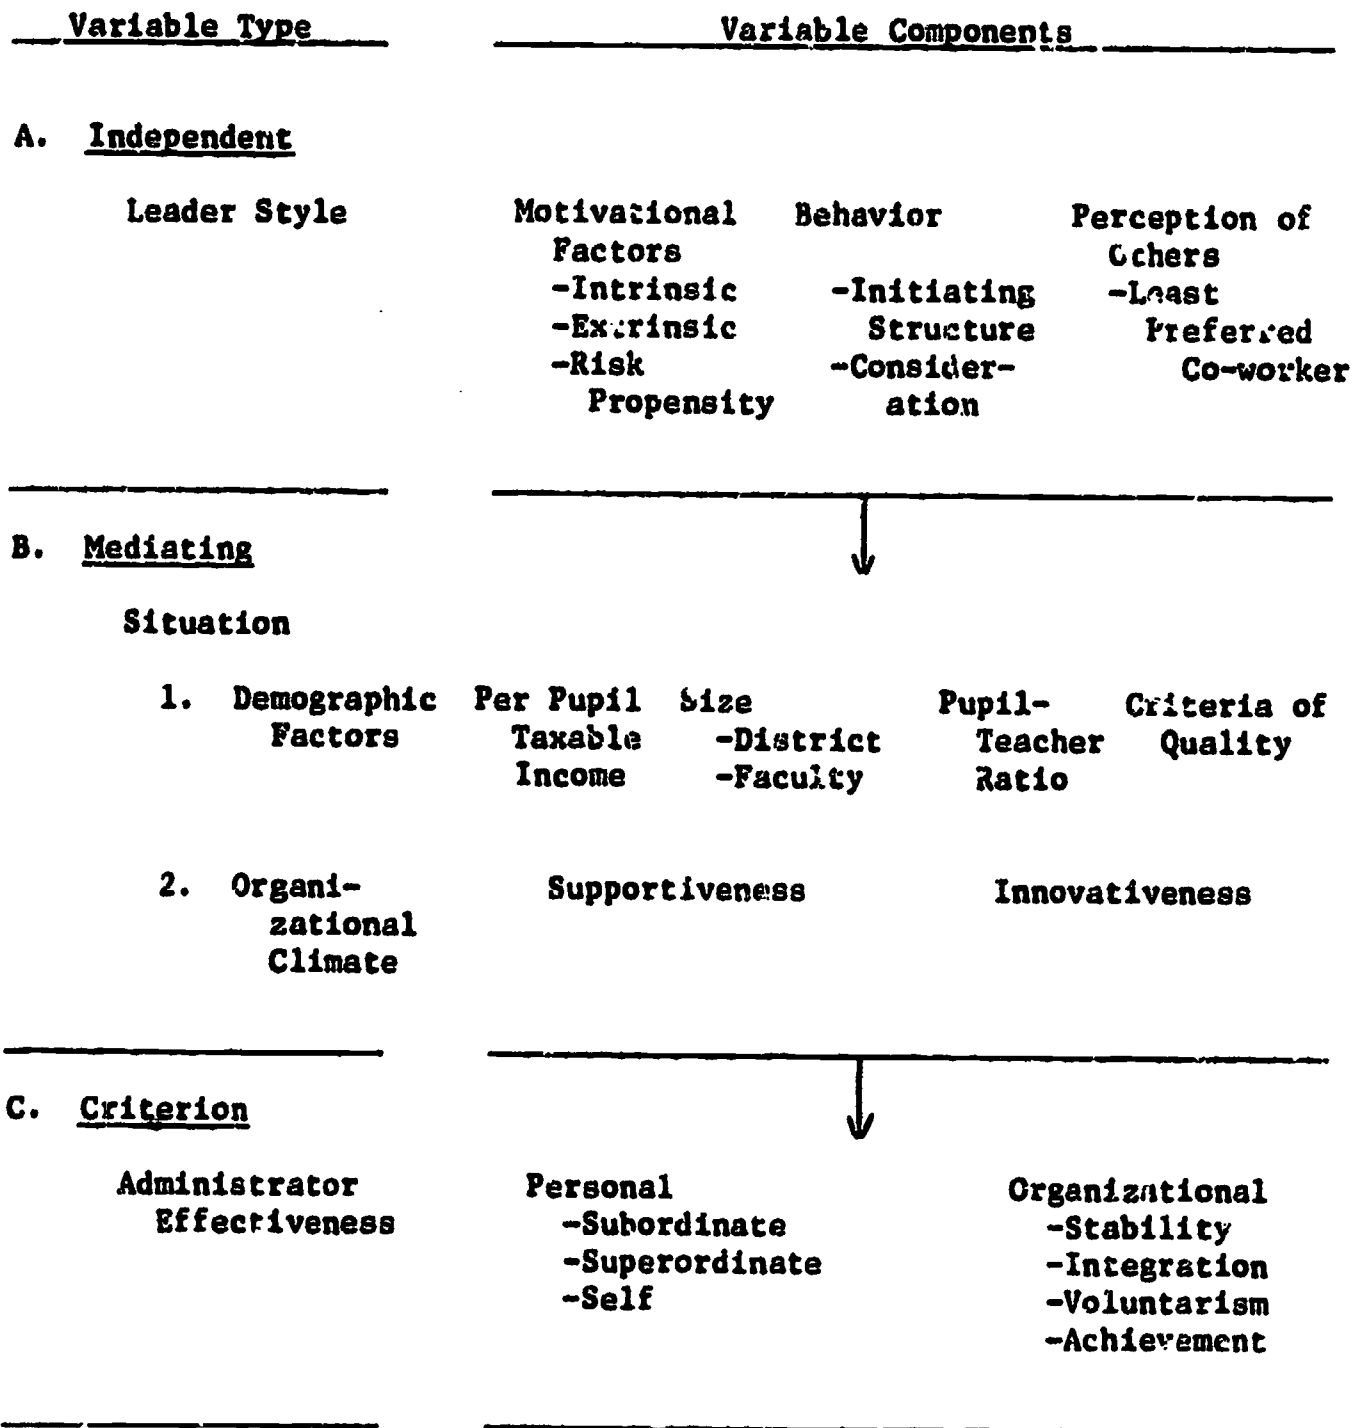 Variable Type Variable Components
A. Independent
Leader Style Motivational Behavior Perception of
Factors Others
-Intrinsic -Initiating -Least
-Extrinsic Structure Preferred
-Risk -Consider- Co-worker
Propensity ation
B. Mediating
Situation
1. Demographic Per Pupil Size Pupil- Criteria of
Factors Taxable -District Teacher Quality
Income -Faculty Ratio
2. Organi- Supportiveness Innovativeness
zational
Climate
C. Criterion
Administrator Personal Organizational
Effectiveness -Subordinate -Stability
-Superordinate -Integration
-Self -Voluntarism
-Achievement